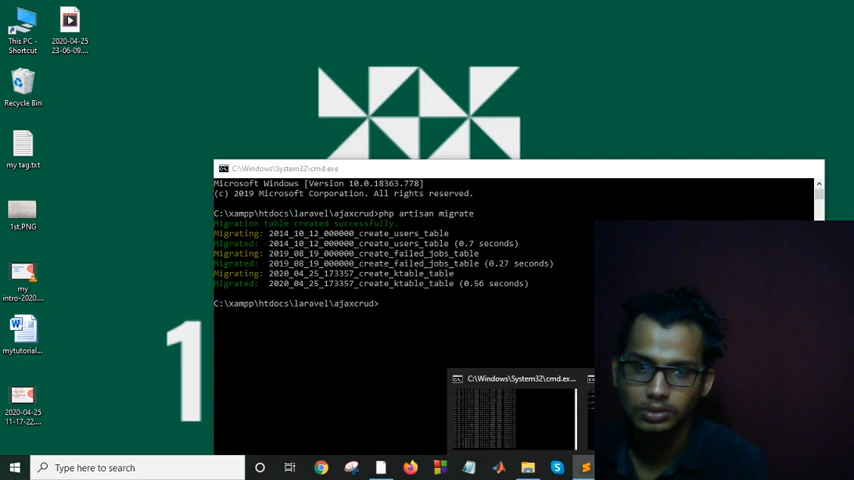 This PC -
Shortcut
2020-04-25
23-06-09....
Recycle Bin
my tag.txt
1st.PNG
my
intro-2020....
mytutorial...
2020-04-25
11-17-22....
1
C:\Windows\System32\cmd.exe
Microsoft Windows [Version 10.0.18363.778]
(c) 2019 Microsoft Corporation. All rights reserved.
C:\xampp\htdocs\laravel\ajaxcrud>php artisan migrate
Migration table created successfully.
Migrating: 2014_10_12_000000_create_users_table
Migrated:  2014_10_12_000000_create_users_table (0.7 seconds)
Migrating: 2019_08_19_000000_create_failed_jobs_table
Migrated:  2019_08_19_000000_create_failed_jobs_table (0.27 seconds)
Migrating: 2020_04_25_173357_create_ktable_table
Migrated:  2020_04_25_173357_create_ktable_table (0.56 seconds)
C:\xampp\htdocs\laravel\ajaxcrud>
C:\Windows\System32\cmd.ex...
Type here to search